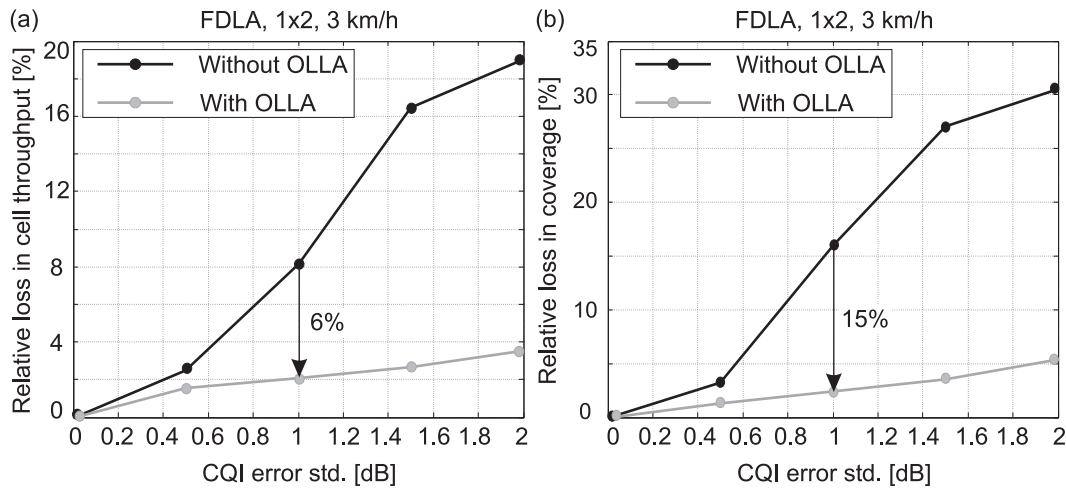 (a)
FDLA, 1x2, 3 km/h
Relative loss in cell throughput [%]
20
16
12
8
4
0
Without OLLA
With OLLA
6%
0 0.2 0.4 0.6 0.8 1 1.2 1.4 1.6 1.8 2
CQI error std. [dB]
(b)
FDLA, 1x2, 3 km/h
Relative loss in coverage [%]
35
30
20
10
5
0
Without OLLA
With OLLA
15%
0 0.2 0.4 0.6 0.8 1 1.2 1.4 1.6 1.8 2
CQI error std. [dB]